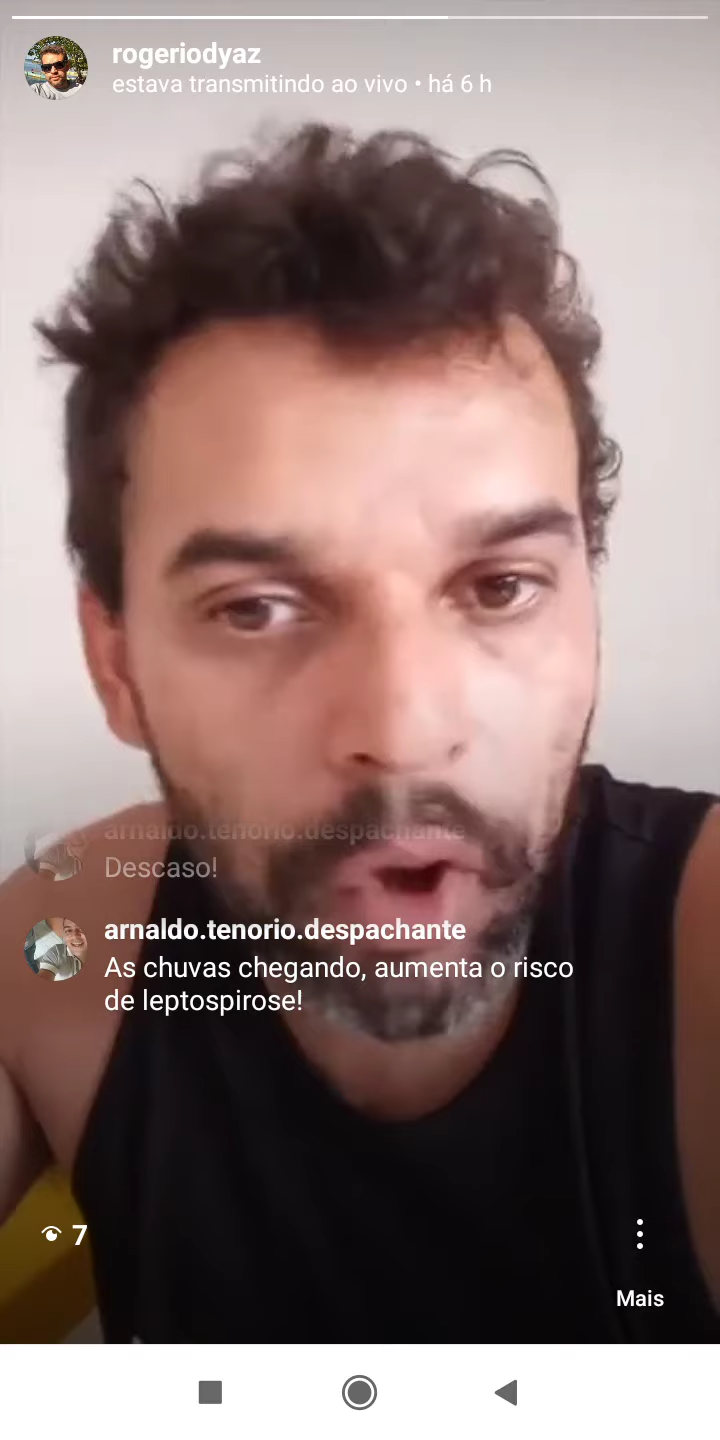 rogeriodyaz
estava transmitindo ao vivo • há 6 h
arnaldo.tenorio.despachante
Descaso!
arnaldo.tenorio.despachante
As chuvas chegando, aumenta o risco
de leptospirose!
7
Mais